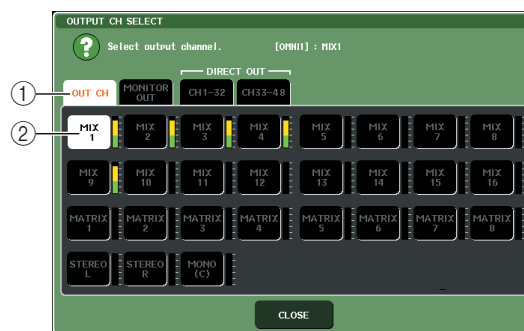 OUTPUT CH SELECT
?
Select output channel. [OMNI1] : MIX1
DIRECT OUT
1
OUT CH
MONITOR OUT
CH1-32
CH33-48
2
MIX 1
MIX 2
MIX 3
MIX 4
MIX 5
MIX 6
MIX 7
MIX 8
MIX 9
MIX 10
MIX 11
MIX 12
MIX 13
MIX 14
MIX 15
MIX 16
MATRIX 1
MATRIX 2
MATRIX 3
MATRIX 4
MATRIX 5
MATRIX 6
MATRIX 7
MATRIX 8
STEREO L
STEREO R
MONO (C)
CLOSE